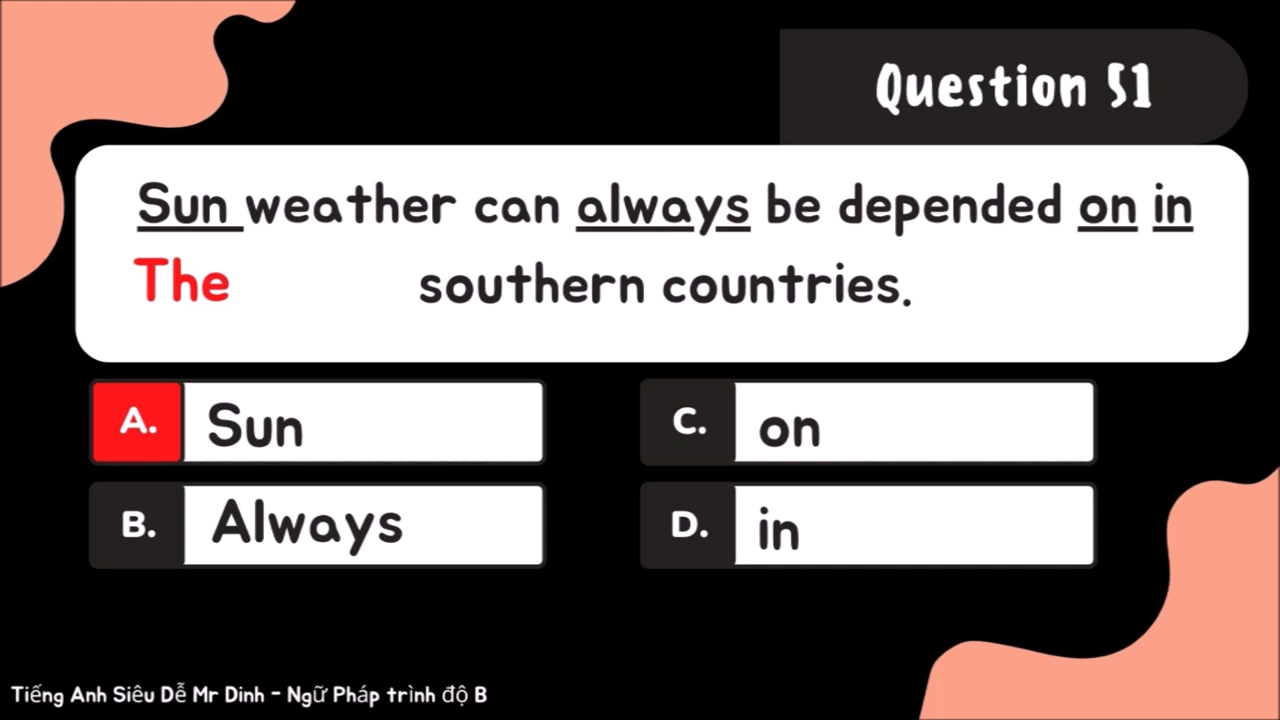 Question 51
Sun weather can always be depended on in
The southern countries.
A. Sun
B. Always
C. on
D. in
Tiếng Anh Siêu Dễ Mr Dinh - Ngữ Pháp trình độ B